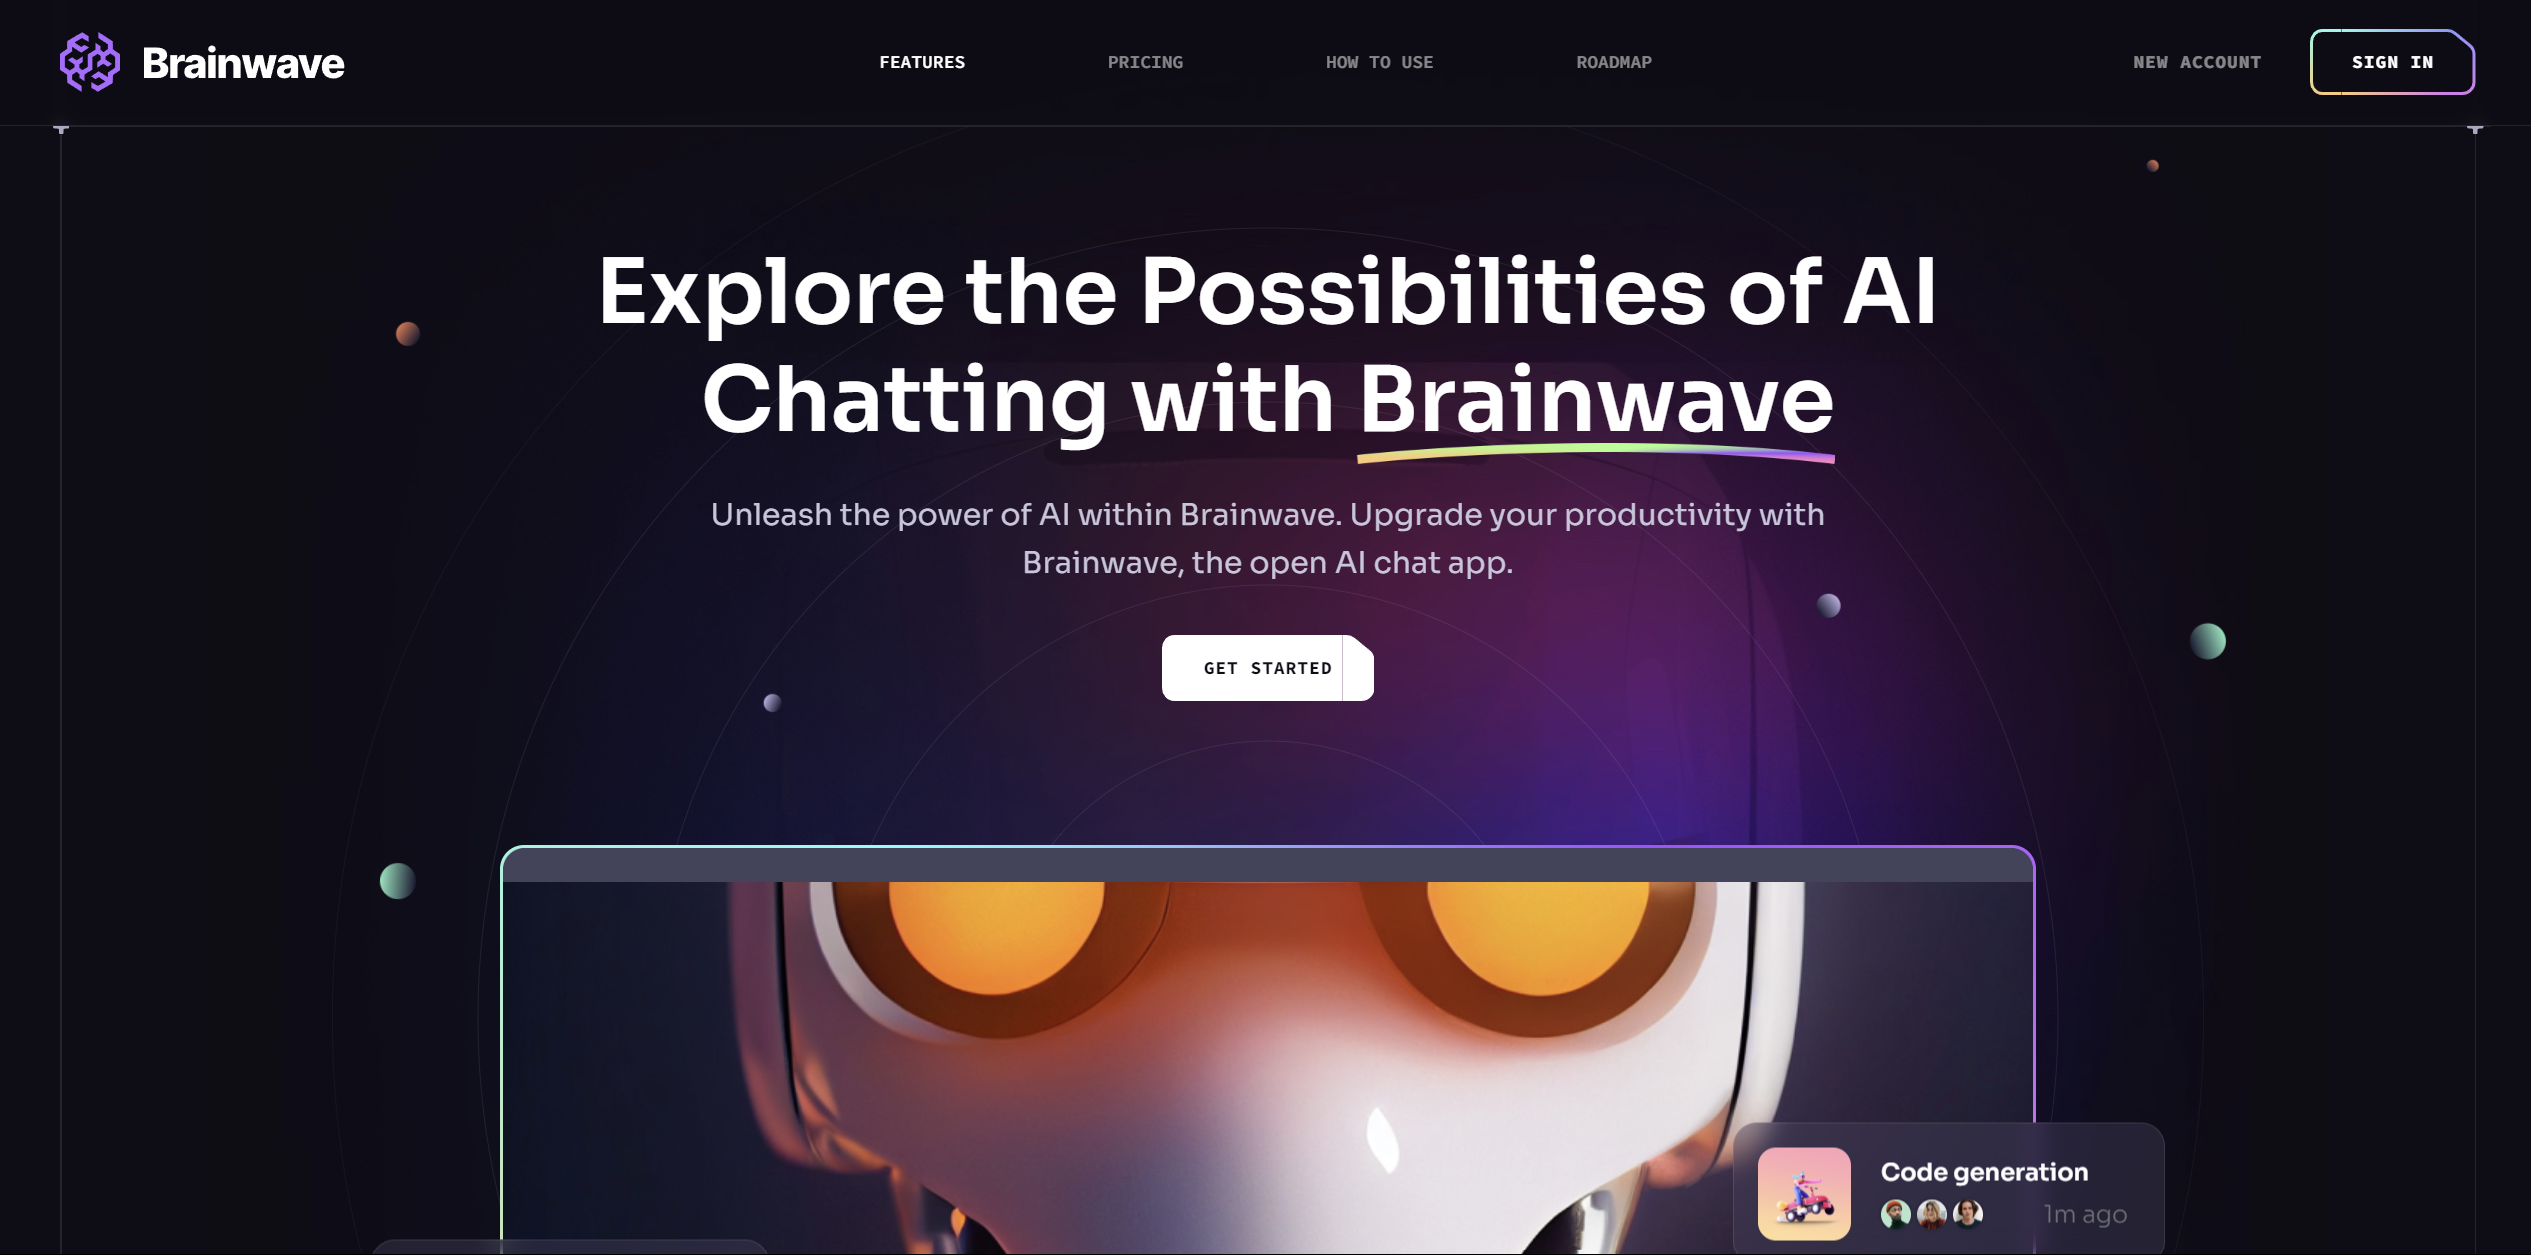 Brainwave
FEATURES
PRICING
HOW TO USE
ROADMAP
NEW ACCOUNT
SIGN IN
Explore the Possibilities of AI
Chatting with Brainwave
Unleash the power of AI within Brainwave. Upgrade your productivity with
Brainwave, the open AI chat app.
GET STARTED
Code generation
1m ago